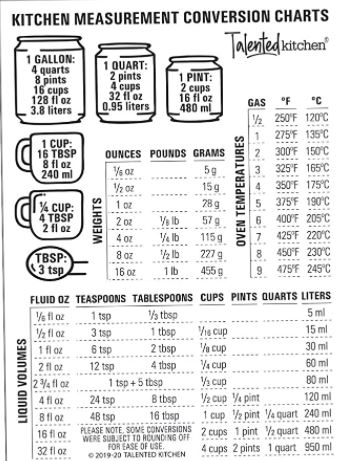 KITCHEN MEASUREMENT CONVERSION CHARTS
Talented kitchen®
1 GALLON:
4 quarts
8 pints
16 cups
128 fl oz
3.8 liters
1 QUART:
2 pints
4 cups
32 fl oz
0.95 liters
1 PINT:
2 cups
16 fl oz
480 ml
1 CUP:
16 TBSP
8 fl oz
240 ml
¼ CUP:
4 TBSP
2 fl oz
TBSP:
3 tsp
WEIGHTS
OUNCES POUNDS GRAMS
1/6 oz 5 g
1/2 oz 15 g
1 oz 28 g
2 oz 1/8 lb 57 g
4 oz 1/4 lb 115 g
8 oz 1/2 lb 227 g
16 oz 1 lb 455 g
OVEN TEMPERATURES
GAS °F °C
1/2 250°F 120°C
1 275°F 135°C
2 300°F 150°C
3 325°F 165°C
4 350°F 175°C
5 375°F 190°C
6 400°F 205°C
7 425°F 220°C
8 450°F 230°C
9 475°F 245°C
LIQUID VOLUMES
FLUID OZ TEASPOONS TABLESPOONS CUPS PINTS QUARTS LITERS
1/6 fl oz 1 tsp 1/3 tbsp 5 ml
1/2 fl oz 3 tsp 1 tbsp 1/16 cup 15 ml
1 fl oz 6 tsp 2 tbsp 1/8 cup 30 ml
2 fl oz 12 tsp 4 tbsp 1/4 cup 60 ml
2 3/4 fl oz 1 tsp + 5 tbsp 1/3 cup 80 ml
4 fl oz 24 tsp 8 tbsp 1/2 cup 1/4 pint 120 ml
8 fl oz 48 tsp 16 tbsp 1 cup 1/2 pint 1/4 quart 240 ml
16 fl oz 2 cups 1 pint 1/2 quart 480 ml
32 fl oz 4 cups 2 pints 1 quart 950 ml
PLEASE NOTE, SOME CONVERSIONS
WERE SUBJECT TO ROUNDING OFF
FOR EASE OF USE.
© 2019-20 TALENTED KITCHEN